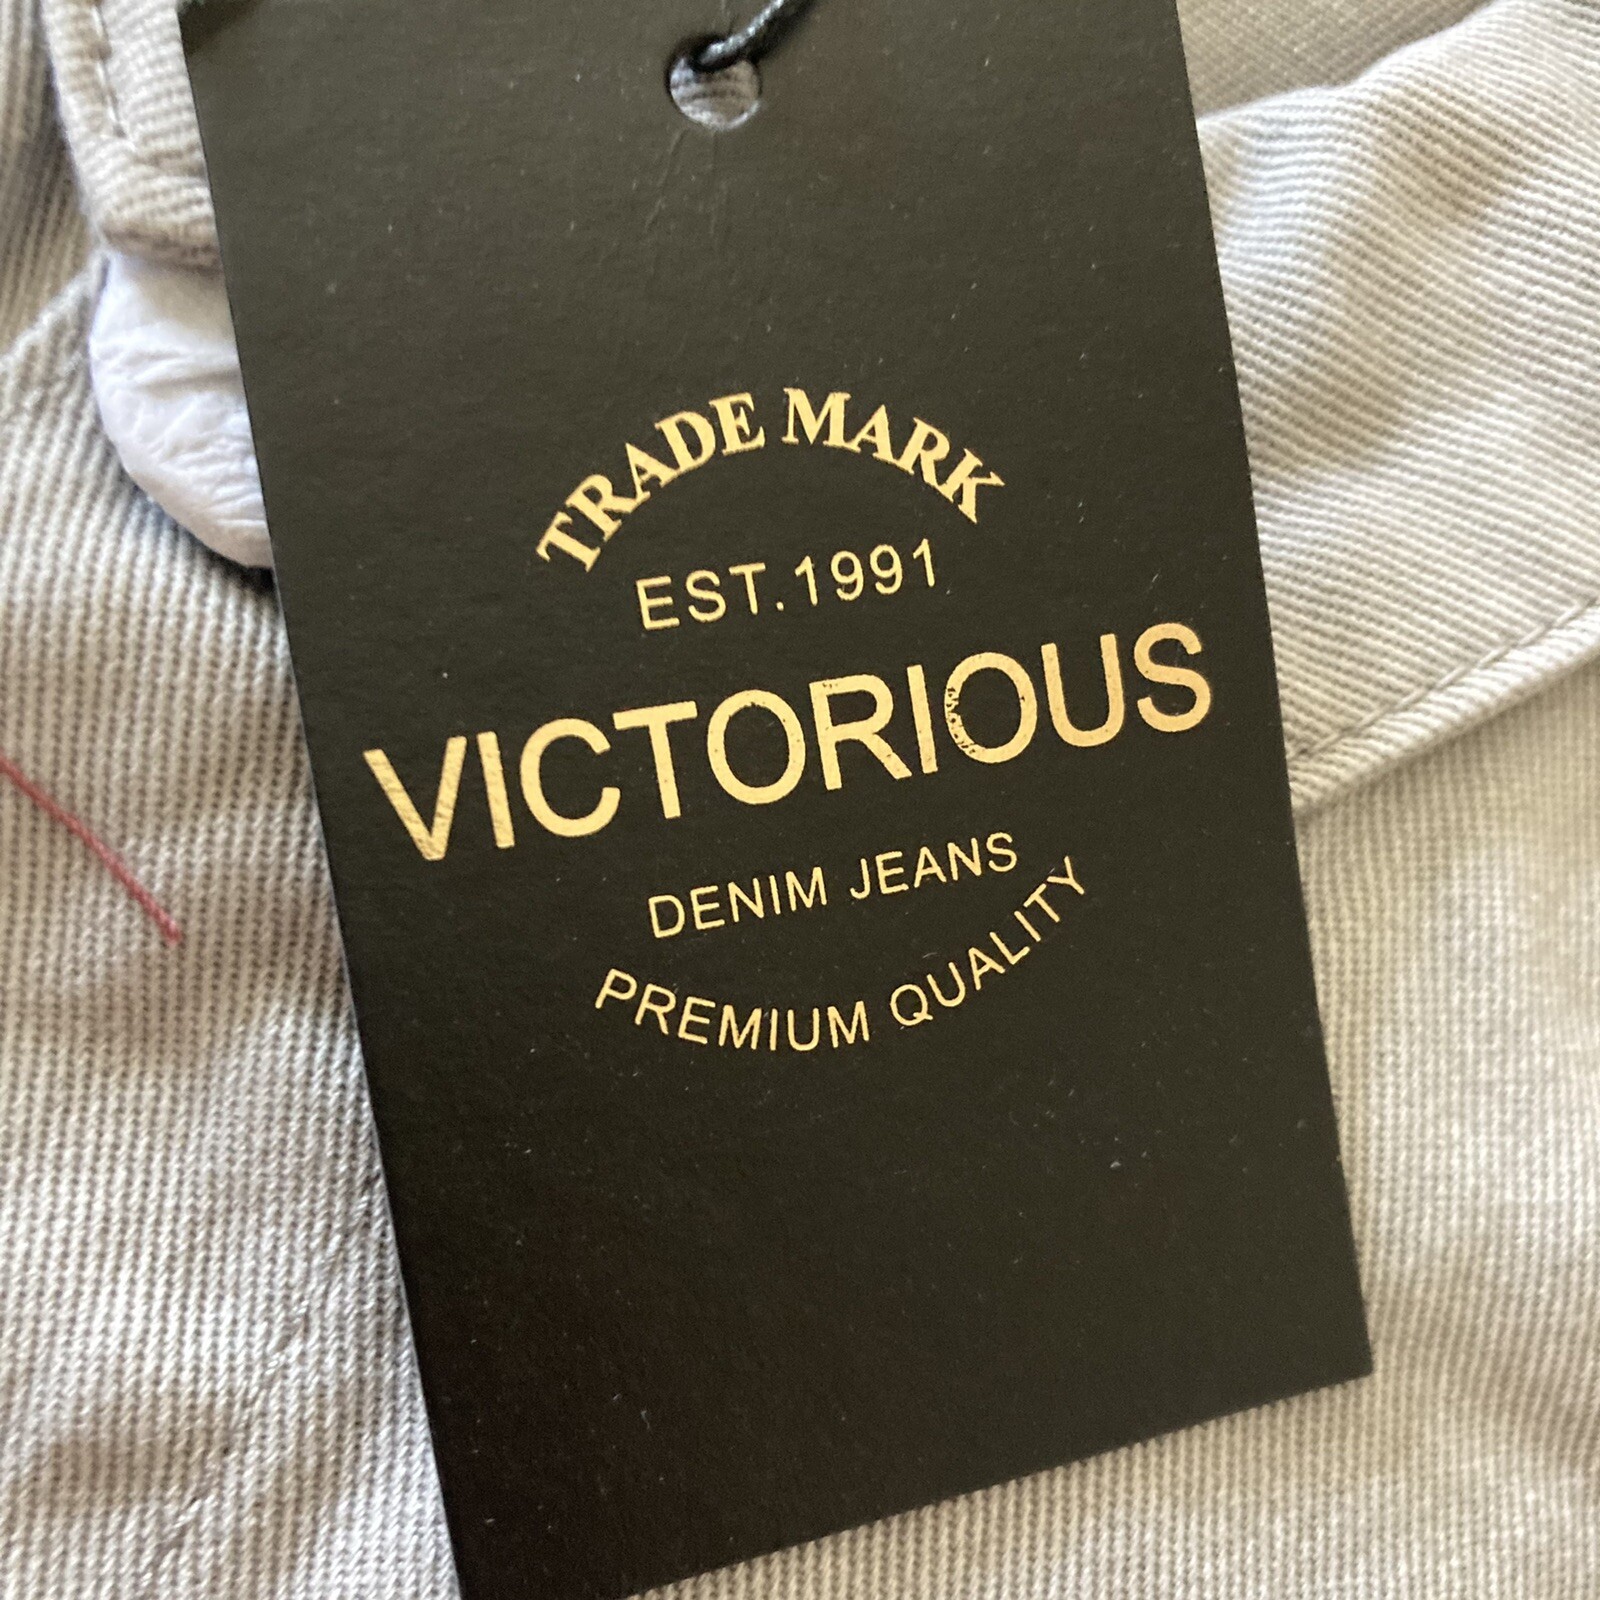 TRADE MARK
EST.1991
VICTORIOUS
DENIM JEANS
PREMIUM QUALITY